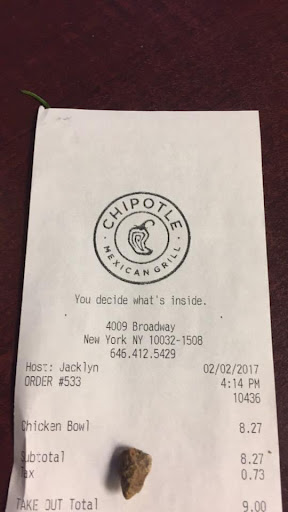 CHIPOTLE
MEXICAN GRILL
You decide what's inside.
4009 Broadway
New York NY 10032-1508
646.412.5429
Host: Jacklyn 02/02/2017
ORDER #533 4:14 PM
10436
Chicken Bowl 8.27
Subtotal 8.27
Tax 0.73
TAKE OUT Total 9.00